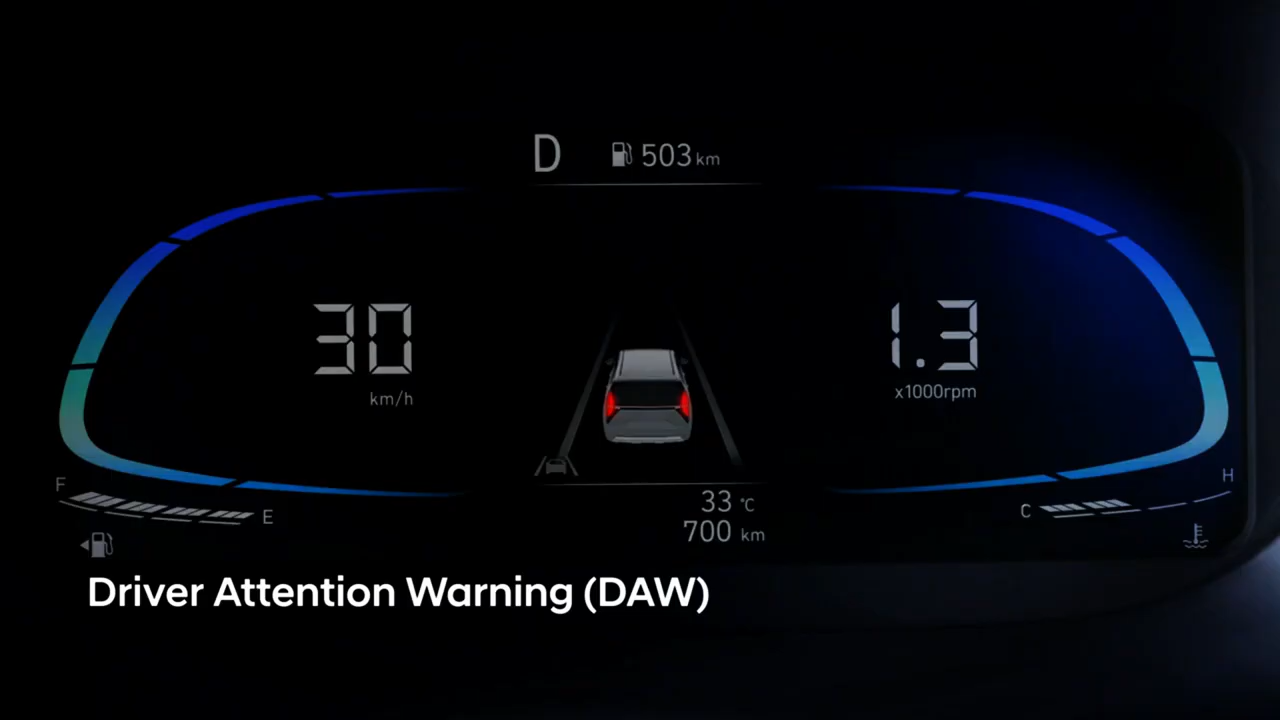 D 503 km
30
km/h
1.3
x1000rpm
F
E
33 °C
700 km
C
H
Driver Attention Warning (DAW)